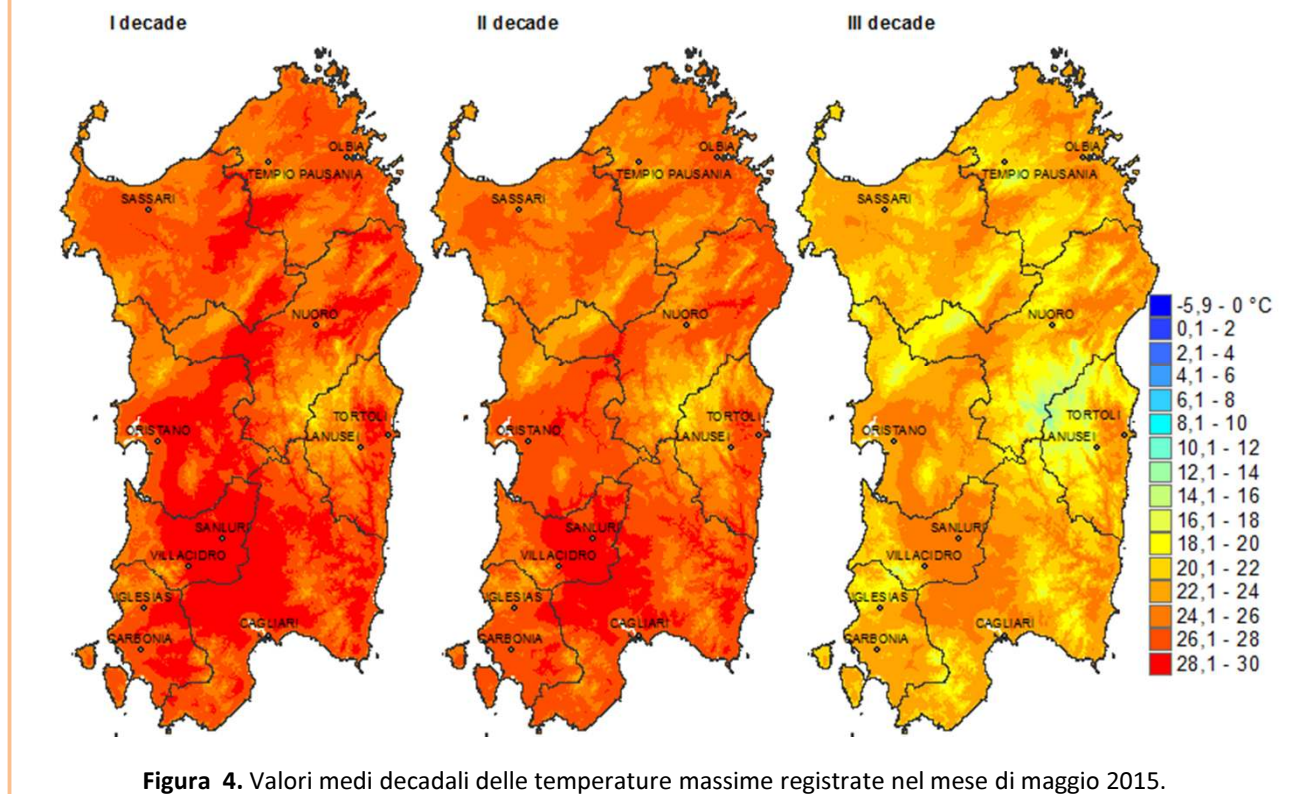 I decade
II decade
III decade
OLBIA
TEMPIO PAUSANIA
SASSARI
NUORO
TORTOLI
ORISTANO
LANUSEI
SANLURI
VILLACIDRO
IGLESIAS
CAGLIARI
CARBONIA
OLBIA
TEMPIO PAUSANIA
SASSARI
NUORO
TORTOLI
ORISTANO
LANUSEI
SANLURI
VILLACIDRO
IGLESIAS
CAGLIARI
CARBONIA
OLBIA
TEMPIO PAUSANIA
SASSARI
NUORO
TORTOLI
ORISTANO
LANUSEI
SANLURI
VILLACIDRO
IGLESIAS
CAGLIARI
CARBONIA
-5,9 - 0 °C
0,1 - 2
2,1 - 4
4,1 - 6
6,1 - 8
8,1 - 10
10,1 - 12
12,1 - 14
14,1 - 16
16,1 - 18
18,1 - 20
20,1 - 22
22,1 - 24
24,1 - 26
26,1 - 28
28,1 - 30
Figura 4. Valori medi decadali delle temperature massime registrate nel mese di maggio 2015.